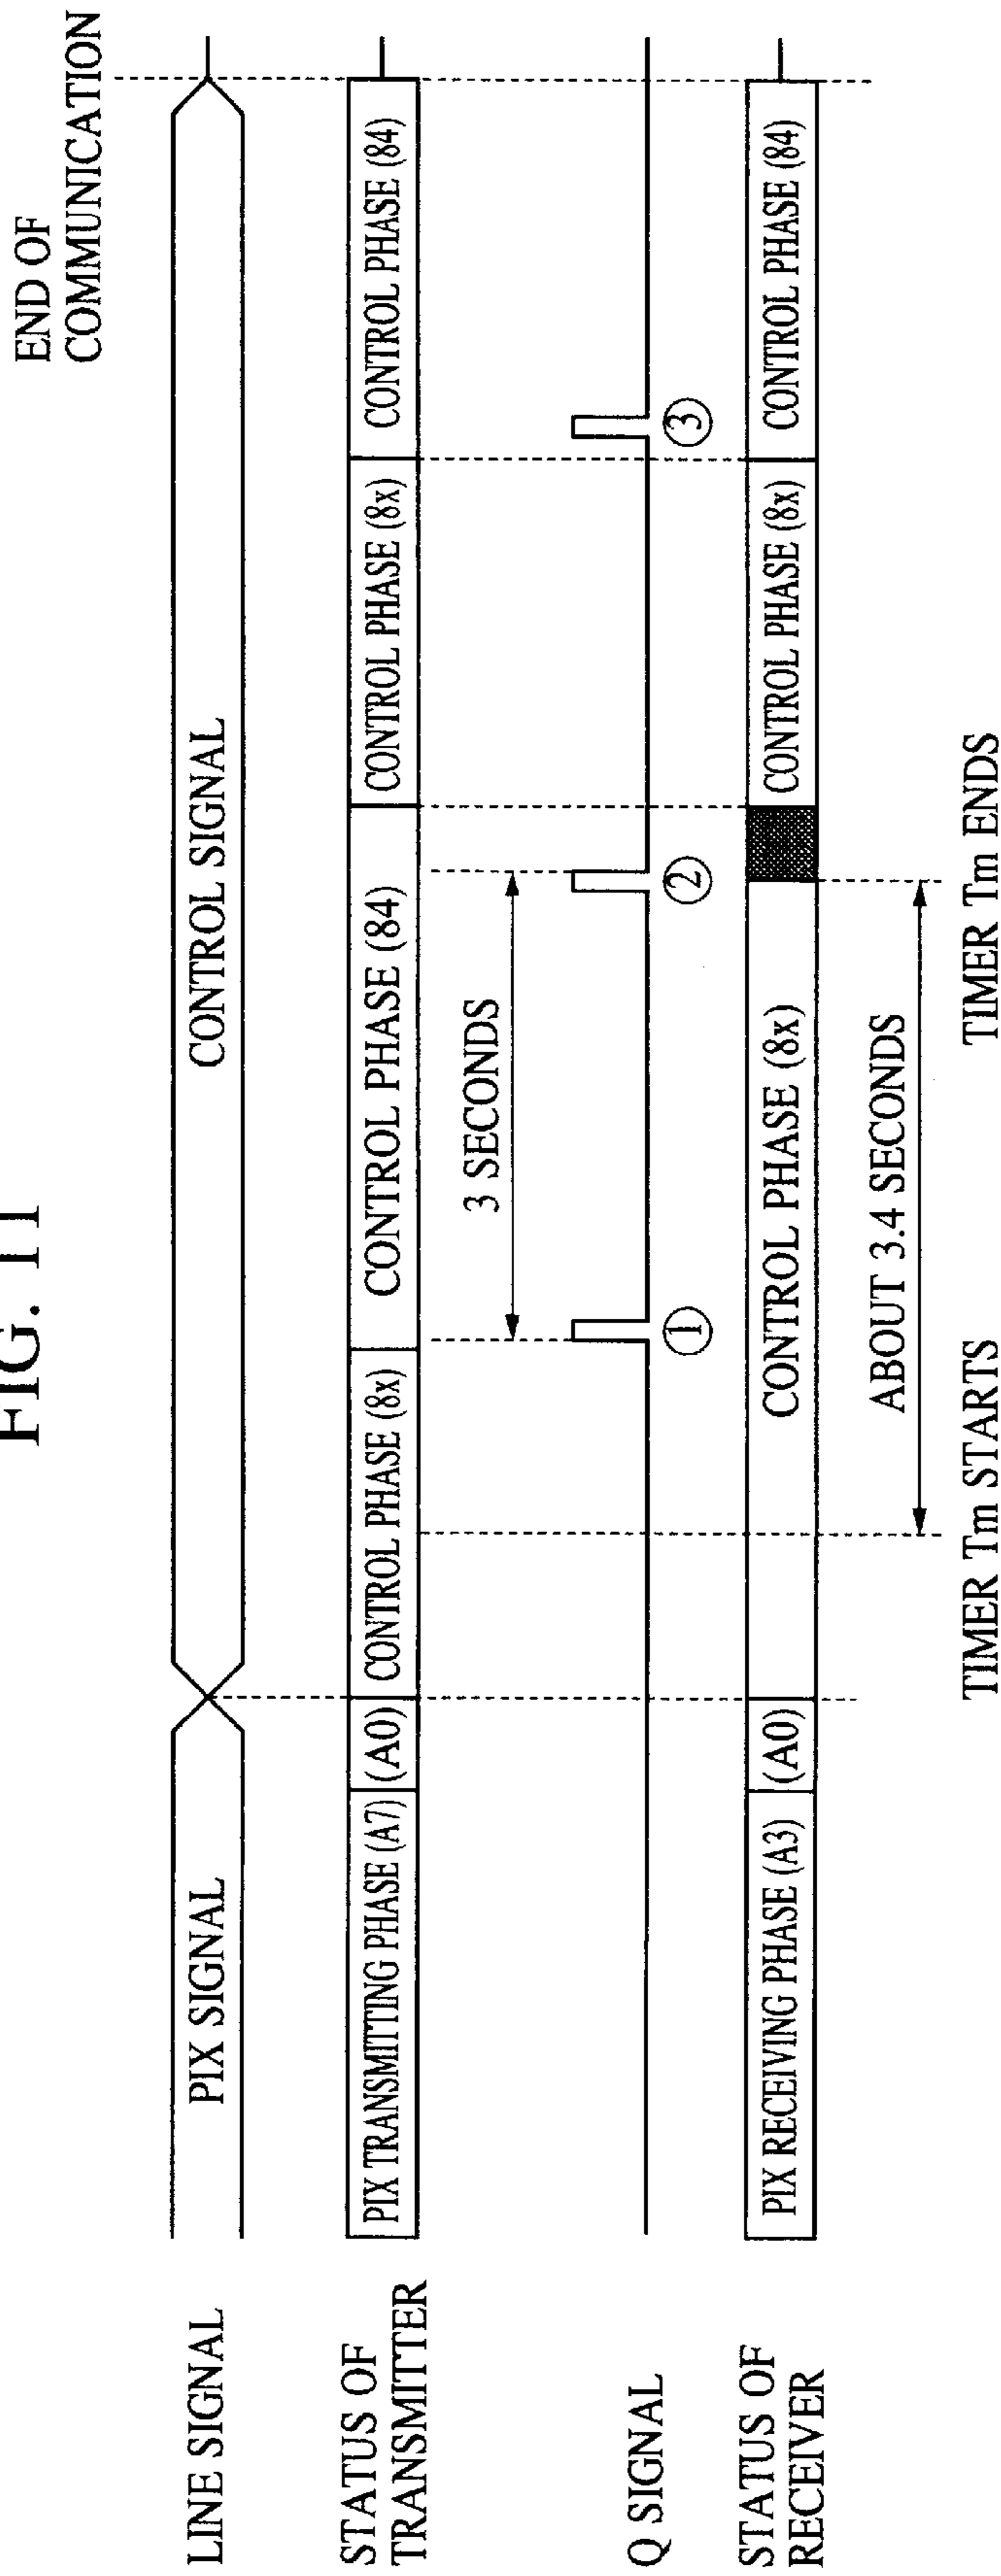 FIG. 11
END OF
COMMUNICATION
LINE SIGNAL
PIX SIGNAL
CONTROL SIGNAL
STATUS OF
TRANSMITTER
PIX TRANSMITTING PHASE (A7)
(A0)
CONTROL PHASE (8x)
CONTROL PHASE (84)
CONTROL PHASE (8x)
CONTROL PHASE (84)
3 SECONDS
Q SIGNAL
①
②
③
STATUS OF
RECEIVER
PIX RECEIVING PHASE (A3)
(A0)
CONTROL PHASE (8x)
CONTROL PHASE (8x)
CONTROL PHASE (84)
ABOUT 3.4 SECONDS
TIMER Tm STARTS
TIMER Tm ENDS